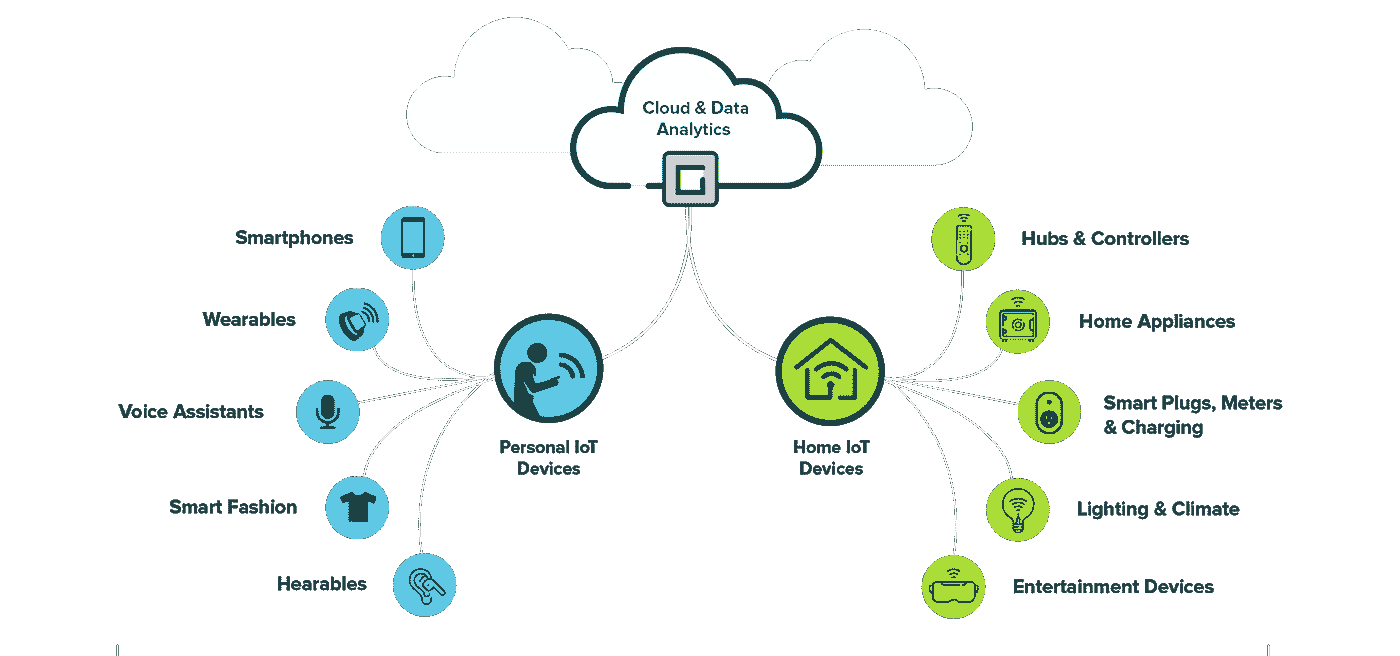 Cloud & Data
Analytics
Smartphones
Wearables
Voice Assistants
Smart Fashion
Hearables
Personal IoT
Devices
Home IoT
Devices
Hubs & Controllers
Home Appliances
Smart Plugs, Meters
& Charging
Lighting & Climate
Entertainment Devices